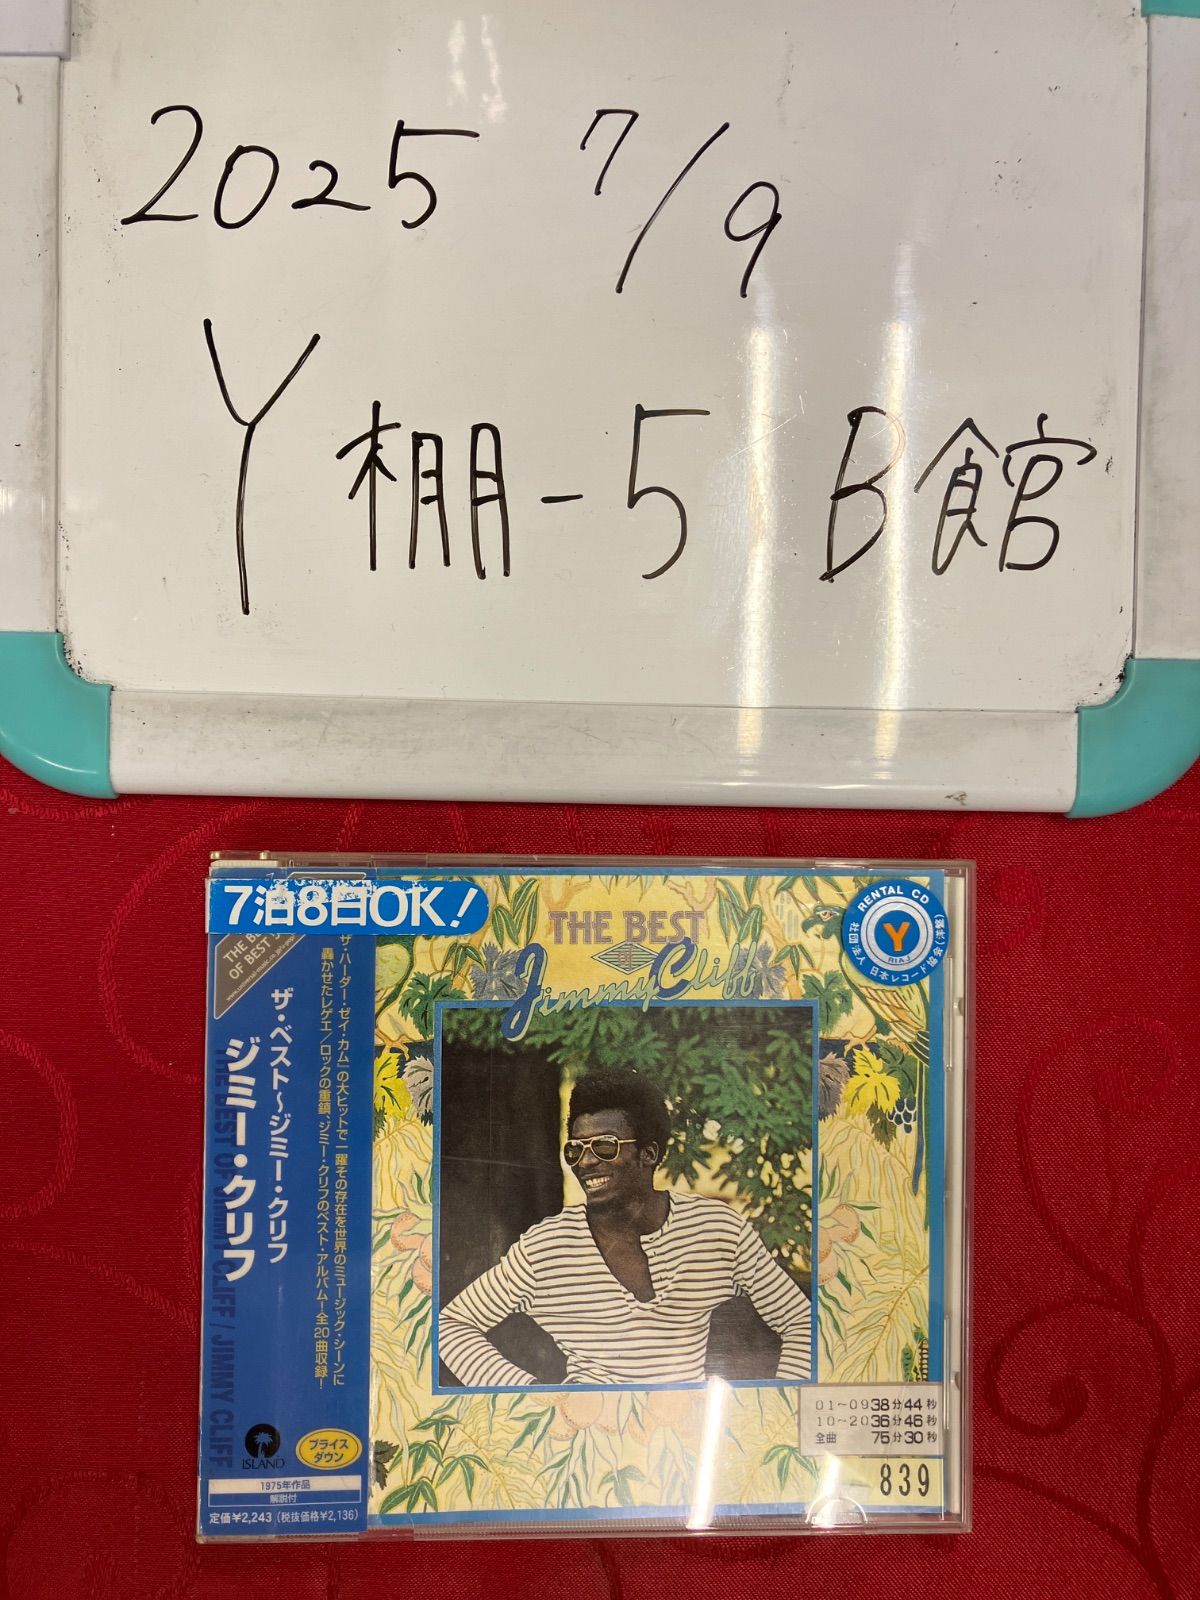 2025 7/9
Y棚-5 B館
7泊8日OK!
OF BEST
ザ・ベスト〜ジミー・クリフ
ジミー・クリフ
THE BEST OF JIMMY CLIFF / JIMMY CLIFF
ザ・ハーダー・ゼイ・カム』の大ヒットで一躍その存在を世界のミュージック・シーンに
轟かせたレゲエ/ロックの重鎮、ジミー・クリフのベスト・アルバム!全20曲収録!
ISLAND
プライス
ダウン
1975年作品
解説付
定価¥2,243 (税抜価格¥2,136)
THE BEST
of
Jimmy Cliff
RENTAL CD
Y
RIAJ
社団法人 日本レコード協会(洋盤)
01~09 38分44秒
10~20 36分46秒
全曲 75分30秒
839